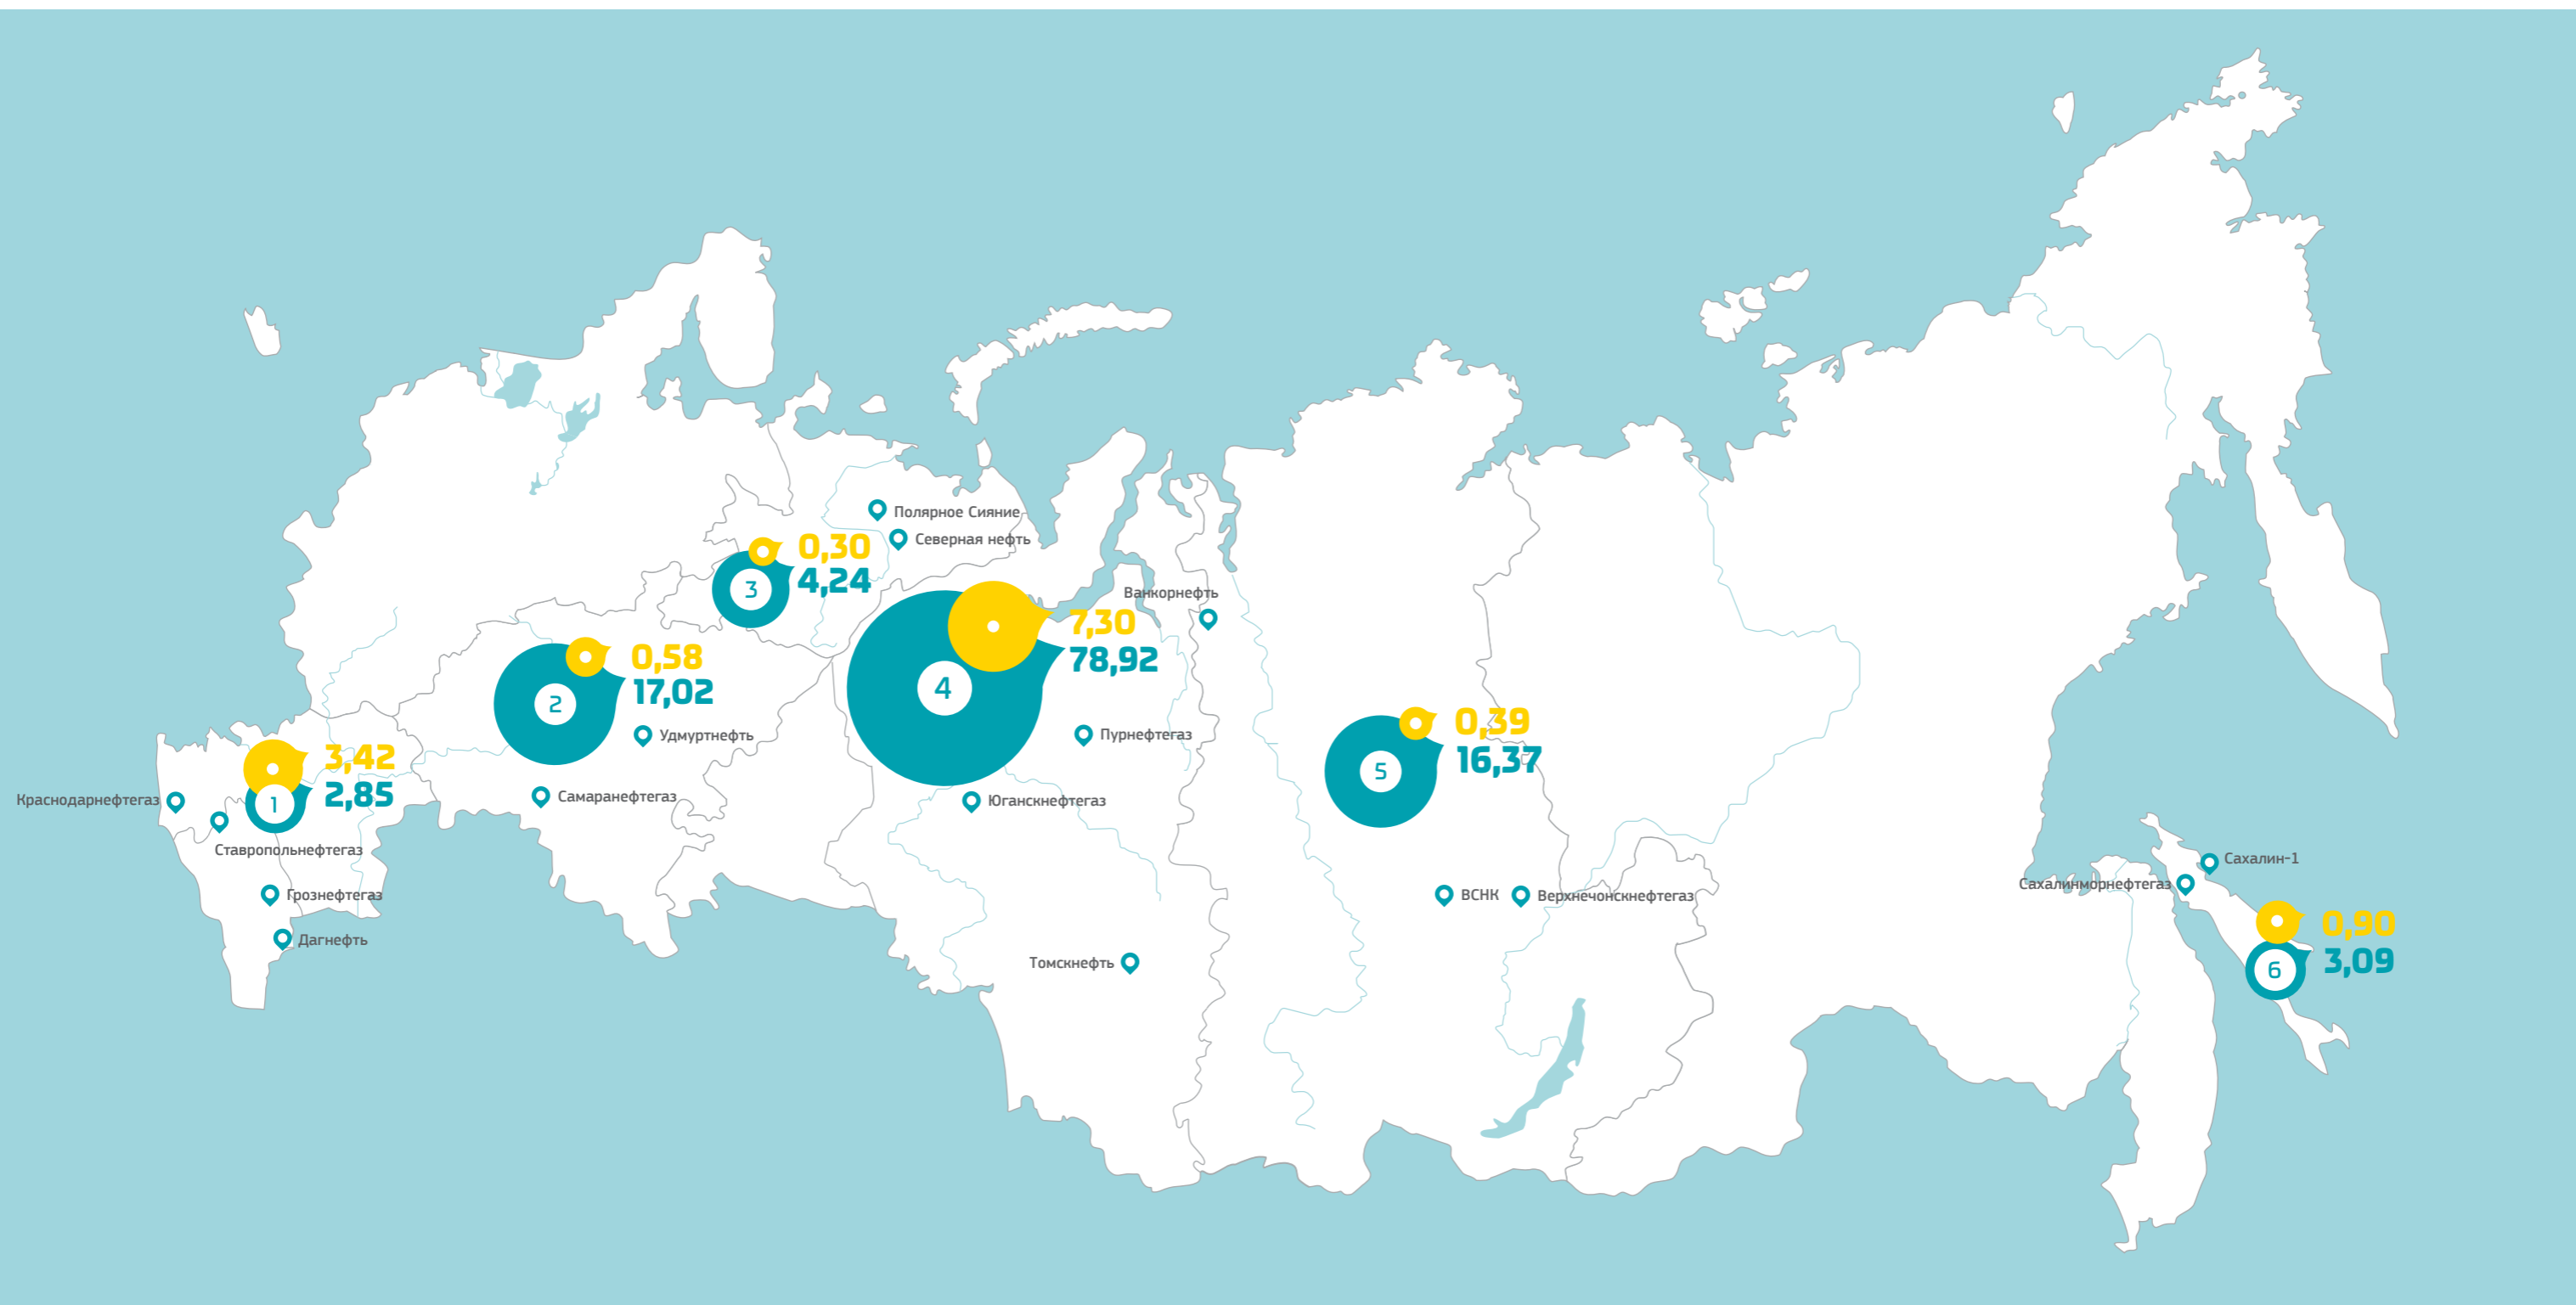 Полярное Сияние
Северная нефть
0,30
3
4,24
Ванкорнефть
7,30
4
78,92
0,58
2
17,02
Удмуртнефть
Пурнефтегаз
0,39
5
16,37
3,42
1
2,85
Краснодарнефтегаз
Самаранефтегаз
Юганскнефтегаз
Ставропольнефтегаз
Грознефтегаз
Дагнефть
Томскнефть
ВСНК
Верхнечонскнефтегаз
Сахалин-1
Сахалинморнефтегаз
0,90
6
3,09